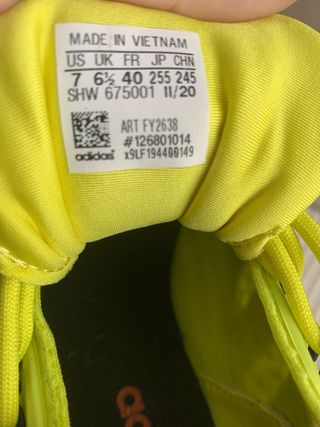 MADE IN VIETNAM
US UK FR JP CHN
7 6½ 40 255 245
SHW 675001 11/20
ART FY2638
#126801014
adidas® x9LF194400149